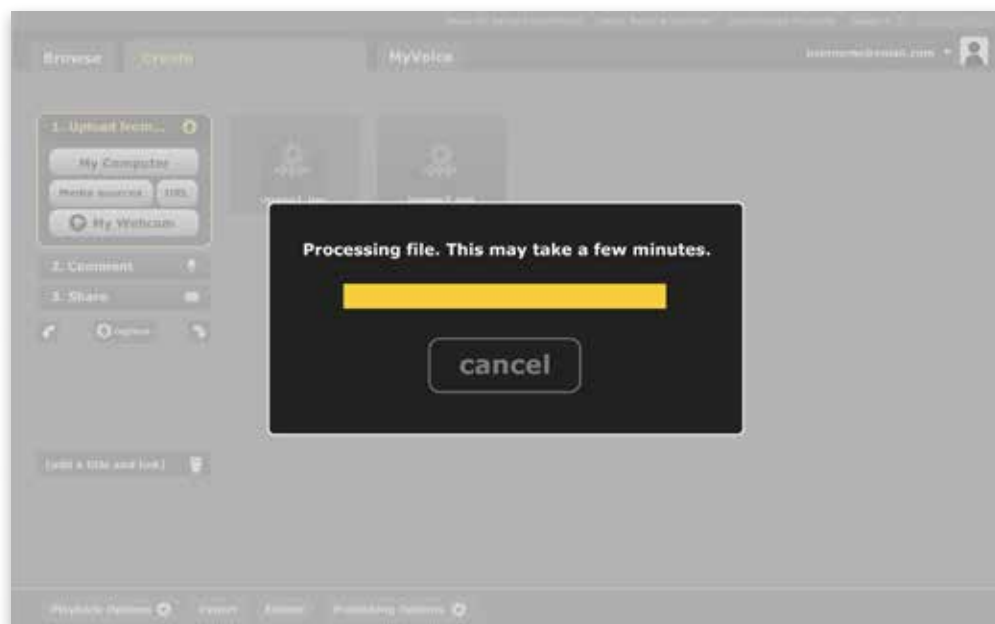 Browse Create MyVoice
1. Upload from...
My Computer
Media sources URL
My Webcam
2. Comment
3. Share
Processing file. This may take a few minutes.
cancel
[add a title and link]
Playback Options Export Publishing Options